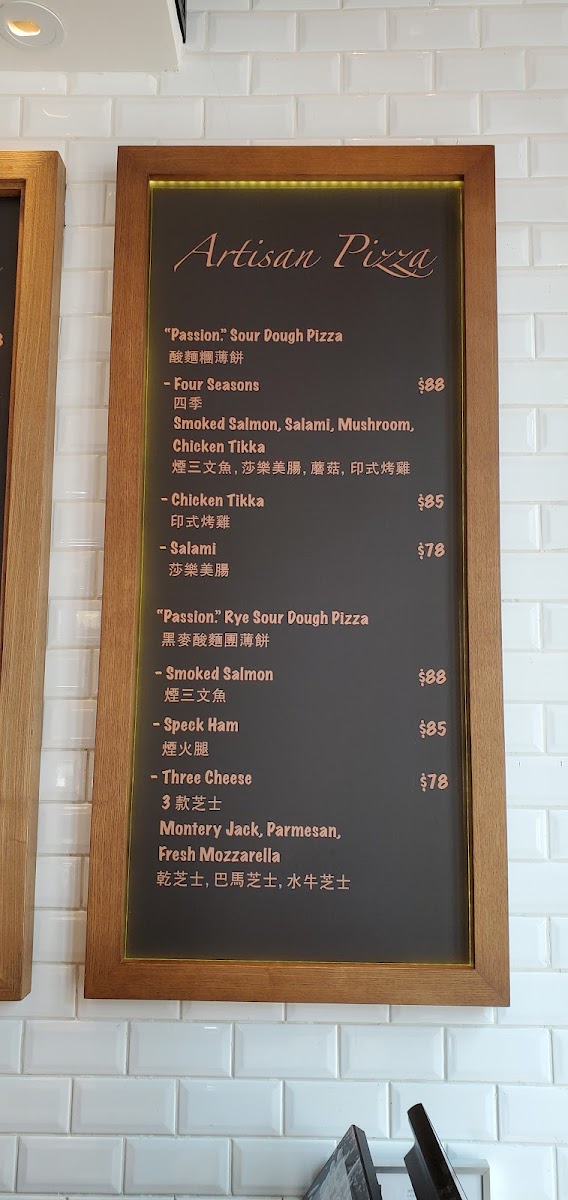 Artisan Pizza
"Passion." Sour Dough Pizza
酸麵糰薄餅
- Four Seasons $88
四季
Smoked Salmon, Salami, Mushroom,
Chicken Tikka
煙三文魚, 莎樂美腸, 蘑菇, 印式烤雞
- Chicken Tikka $85
印式烤雞
- Salami $78
莎樂美腸
"Passion." Rye Sour Dough Pizza
黑麥酸麵團薄餅
- Smoked Salmon $88
煙三文魚
- Speck Ham $85
煙火腿
- Three Cheese $78
3 款芝士
Montery Jack, Parmesan,
Fresh Mozzarella
乾芝士, 巴馬芝士, 水牛芝士